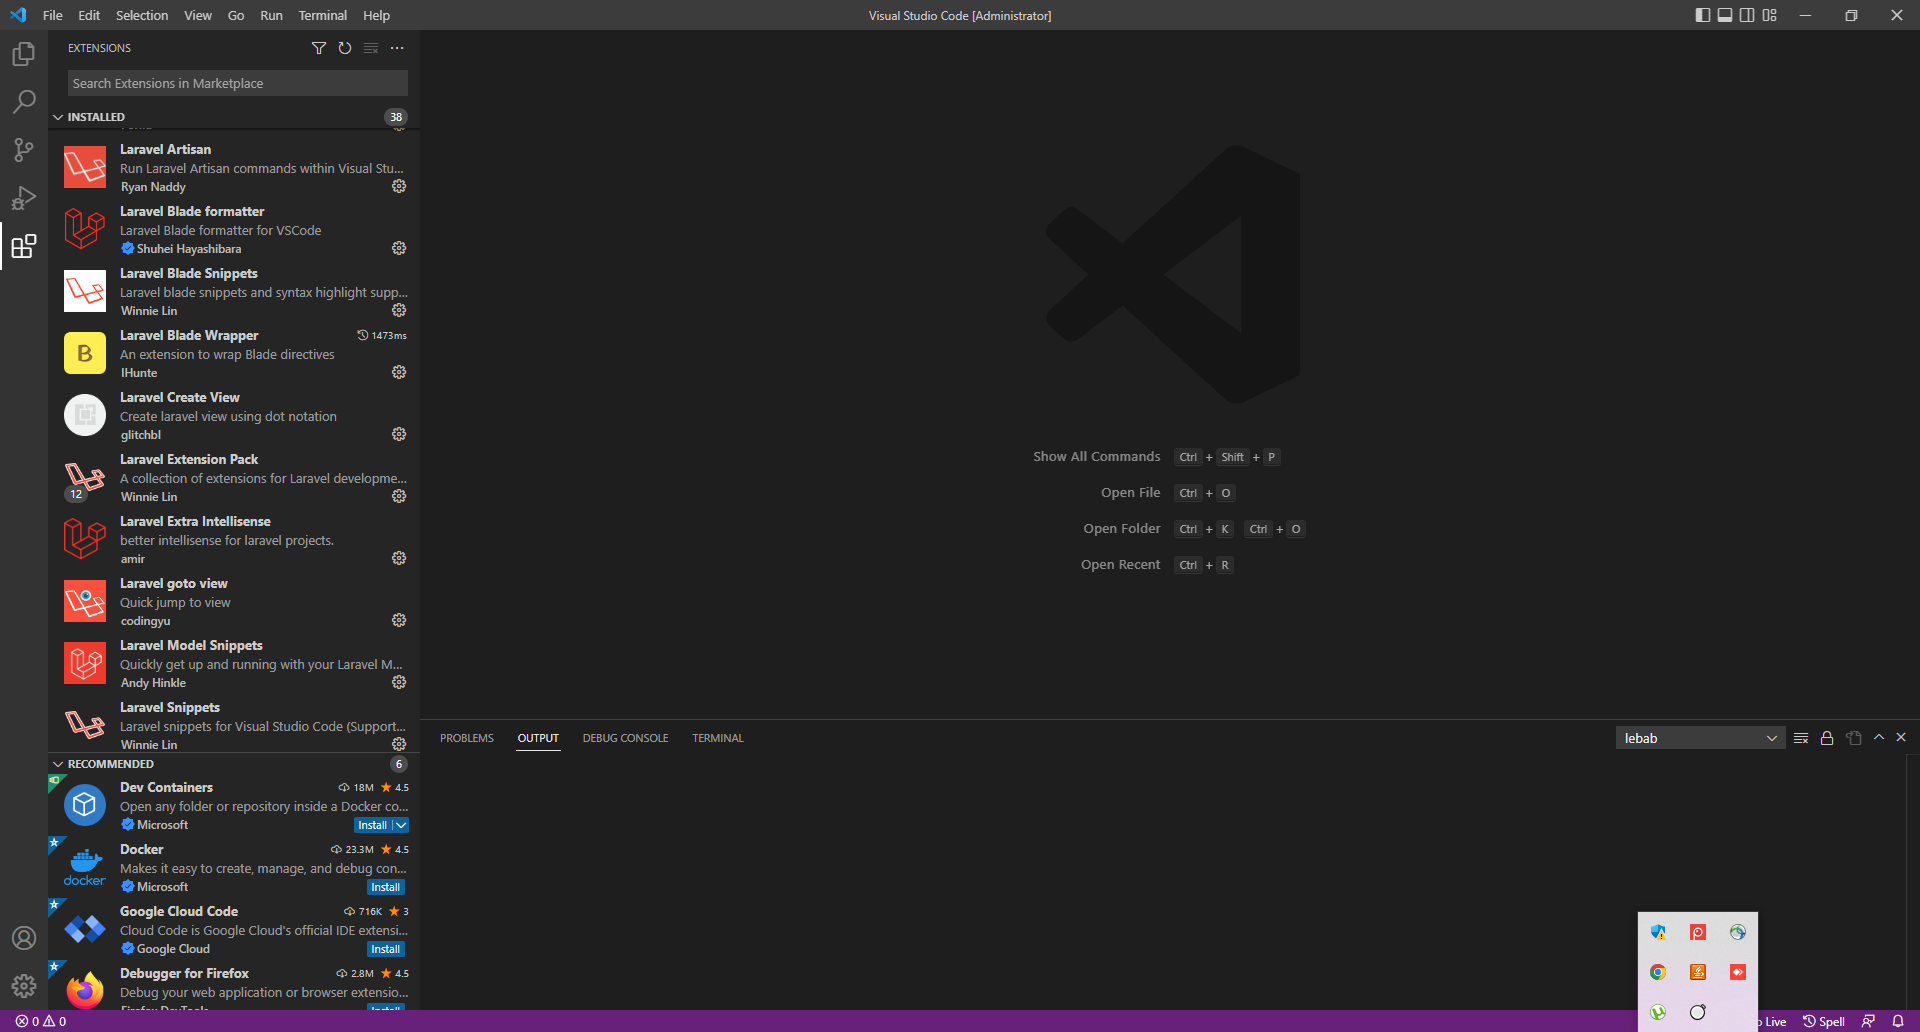 File Edit Selection View Go Run Terminal Help
Visual Studio Code [Administrator]
EXTENSIONS
Search Extensions in Marketplace
INSTALLED 38
Laravel Artisan
Run Laravel Artisan commands within Visual Stu...
Ryan Naddy
Laravel Blade formatter
Laravel Blade formatter for VSCode
Shuhei Hayashibara
Laravel Blade Snippets
Laravel blade snippets and syntax highlight supp...
Winnie Lin
B
Laravel Blade Wrapper 1473ms
An extension to wrap Blade directives
IHunte
Laravel Create View
Create laravel view using dot notation
glitchbl
Laravel Extension Pack
A collection of extensions for Laravel developme...
12
Winnie Lin
Laravel Extra Intellisense
better intellisense for laravel projects.
amir
Laravel goto view
Quick jump to view
codingyu
Laravel Model Snippets
Quickly get up and running with your Laravel M...
Andy Hinkle
Laravel Snippets
Laravel snippets for Visual Studio Code (Support...
Winnie Lin
RECOMMENDED 6
Dev Containers 18M 4.5
Open any folder or repository inside a Docker co...
Microsoft Install
Docker 23.3M 4.5
Makes it easy to create, manage, and debug con...
docker
Microsoft Install
Google Cloud Code 716K 3
Cloud Code is Google Cloud's official IDE extensi...
Google Cloud Install
Debugger for Firefox 2.8M 4.5
Debug your web application or browser extensio...
Firefox DevTools Install
Show All Commands Ctrl + Shift + P
Open File Ctrl + O
Open Folder Ctrl + K Ctrl + O
Open Recent Ctrl + R
PROBLEMS OUTPUT DEBUG CONSOLE TERMINAL
lebab
0 0
Live Spell